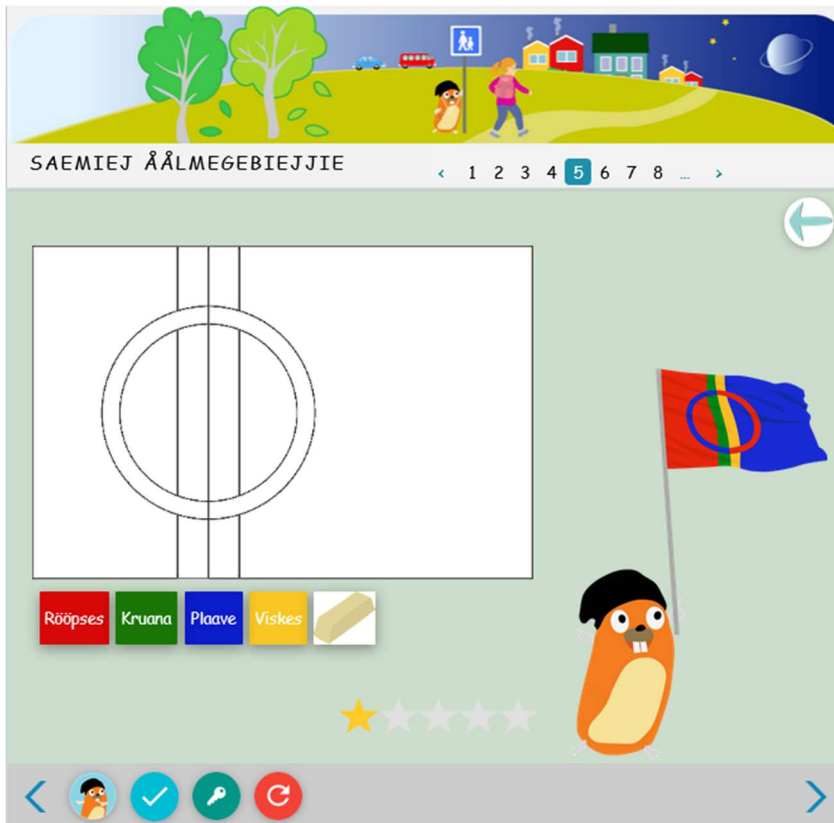 SAEMIEJ ÅÅLMEGEBIEJJIE
‹ 1 2 3 4 5 6 7 8 ... ›
Rööpses Kruana Plaave Viskes